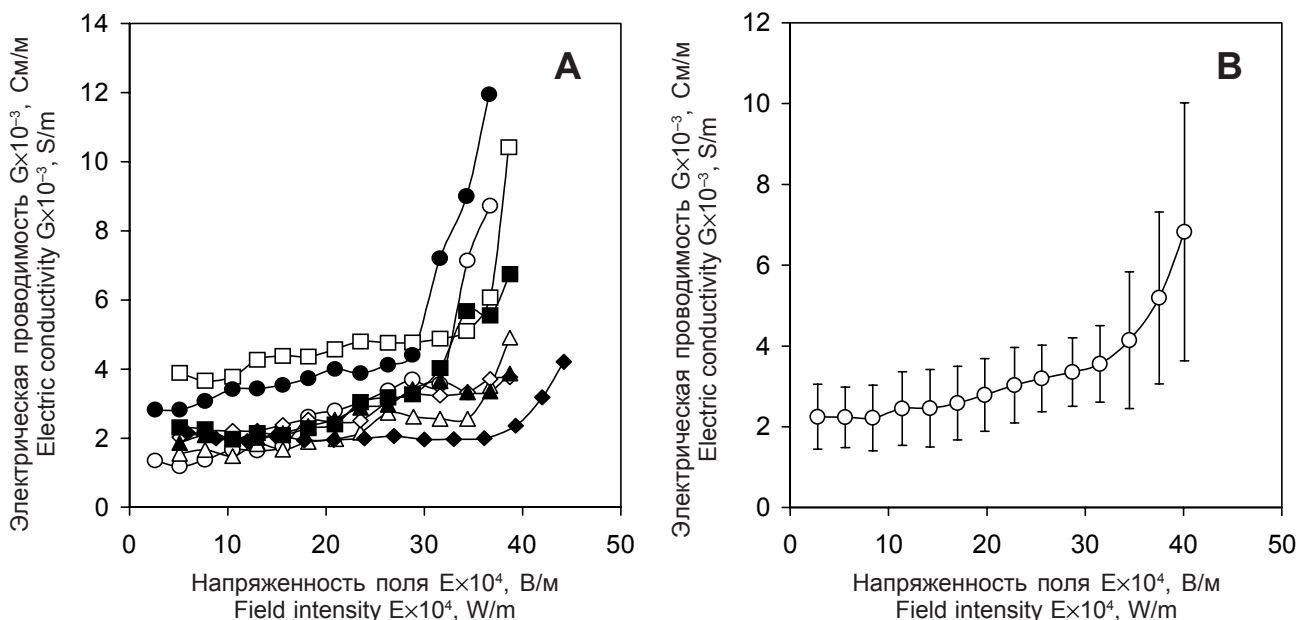 Электрическая проводимость G×10⁻³, См/м
Electric conductivity G×10⁻³, S/m
14
12
10
8
6
4
2
0
A
0 10 20 30 40 50
Напряженность поля E×10⁴, В/м
Field intensity E×10⁴, W/m
Электрическая проводимость G×10⁻³, См/м
Electric conductivity G×10⁻³, S/m
12
10
8
6
4
2
0
B
0 10 20 30 40 50
Напряженность поля E×10⁴, В/м
Field intensity E×10⁴, W/m